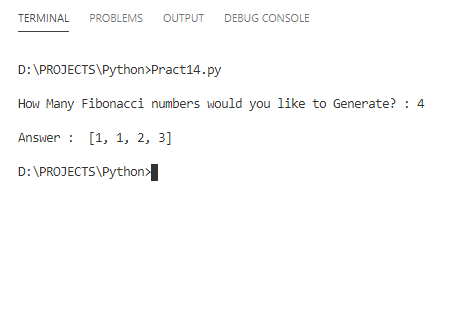 TERMINAL PROBLEMS OUTPUT DEBUG CONSOLE
D:\PROJECTS\Python>Pract14.py
How Many Fibonacci numbers would you like to Generate? : 4
Answer :  [1, 1, 2, 3]
D:\PROJECTS\Python>